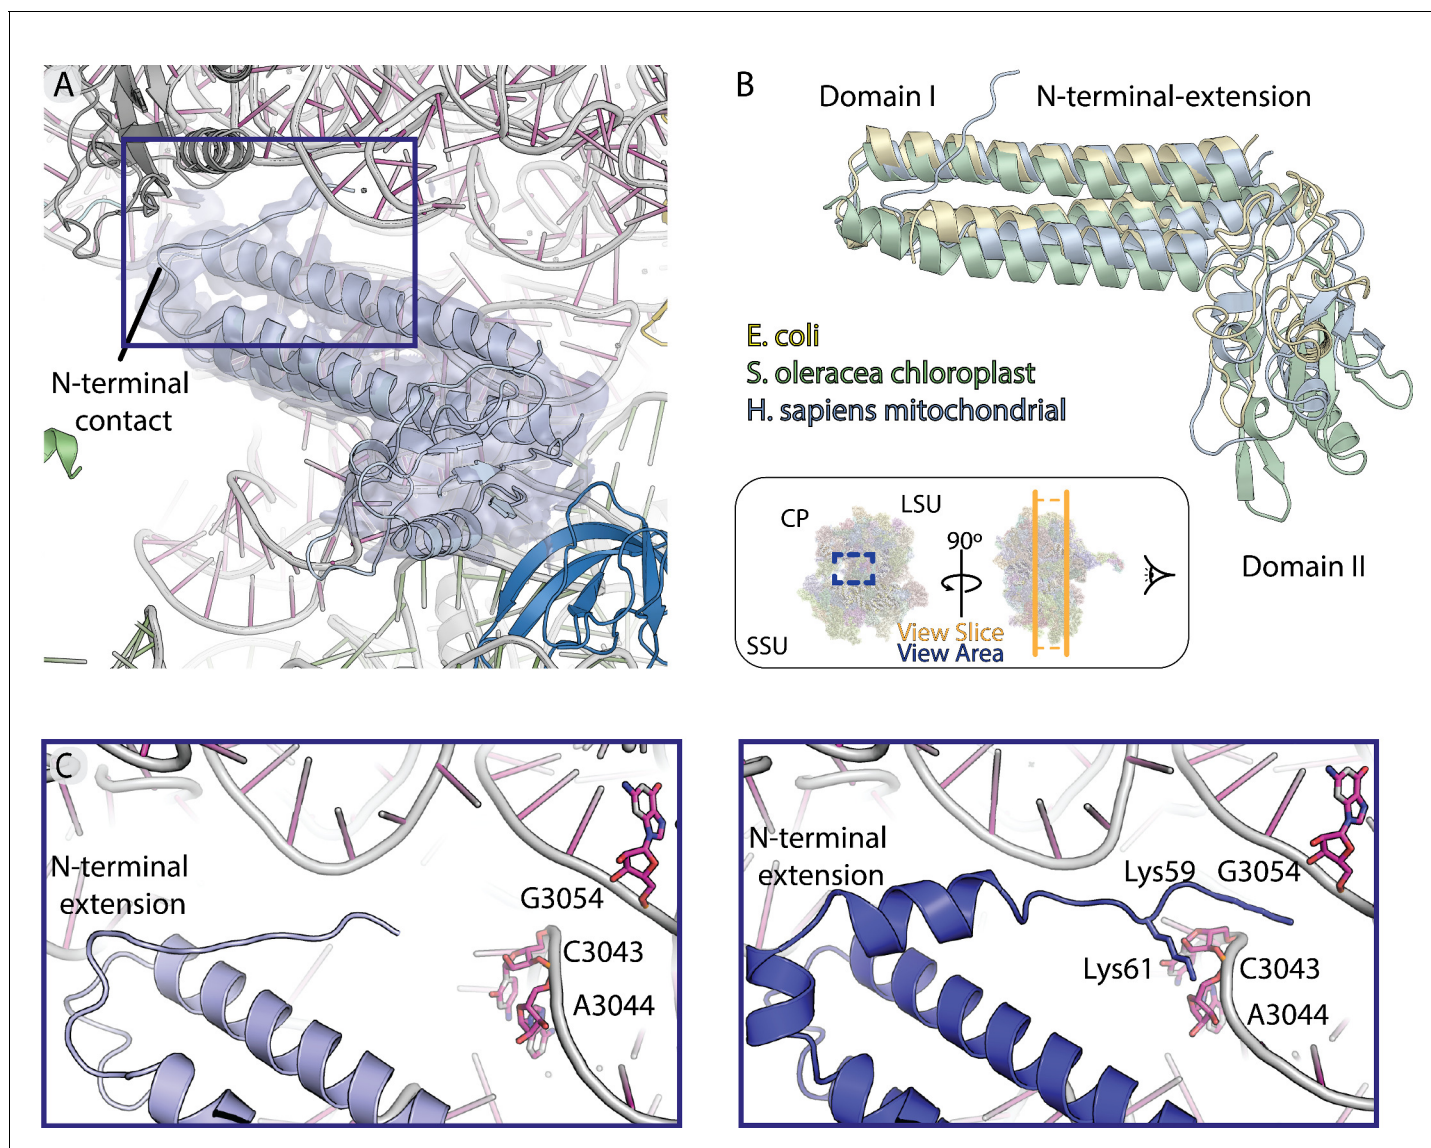 A
N-terminal
contact
B
Domain I
N-terminal-extension
E. coli
S. oleracea chloroplast
H. sapiens mitochondrial
Domain II
CP
LSU
90º
SSU
View Slice
View Area
C
N-terminal
extension
G3054
C3043
A3044
N-terminal
extension
Lys59
G3054
Lys61
C3043
A3044